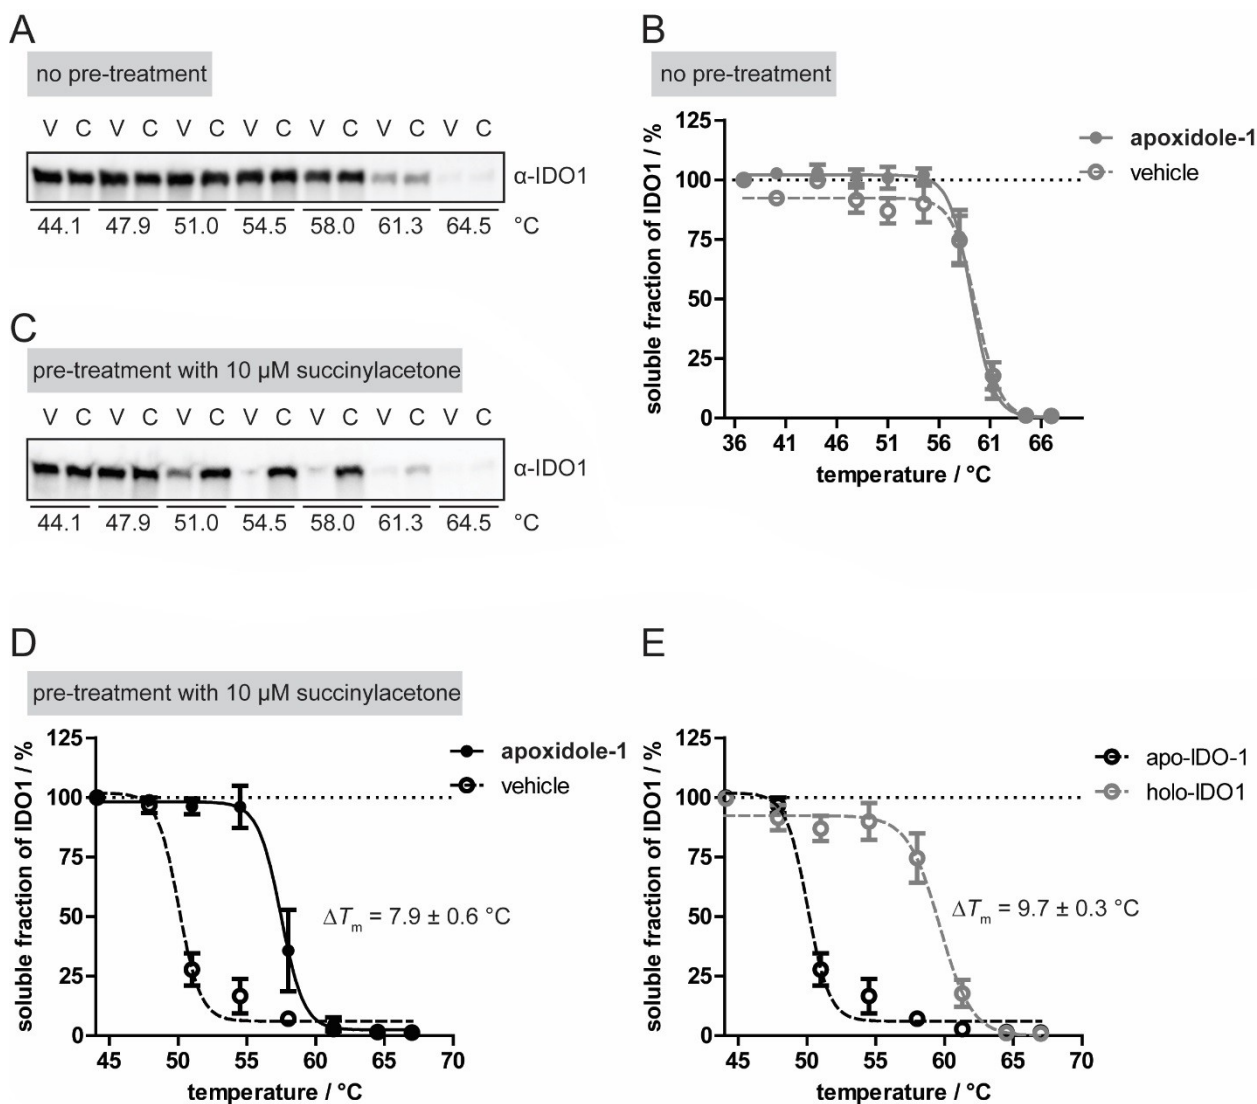 A
no pre-treatment
V C V C V C V C V C V C V C
α-IDO1
44.1 47.9 51.0 54.5 58.0 61.3 64.5 °C
B
no pre-treatment
125
100
75
50
25
0
soluble fraction of IDO1 / %
36 41 46 51 56 61 66
temperature / °C
apoxidole-1
vehicle
C
pre-treatment with 10 µM succinylacetone
V C V C V C V C V C V C V C
α-IDO1
44.1 47.9 51.0 54.5 58.0 61.3 64.5 °C
D
pre-treatment with 10 µM succinylacetone
125
100
75
50
25
0
soluble fraction of IDO1 / %
45 50 55 60 65 70
temperature / °C
apoxidole-1
vehicle
ΔTm = 7.9 ± 0.6 °C
E
125
100
75
50
25
0
soluble fraction of IDO1 / %
45 50 55 60 65 70
temperature / °C
apo-IDO-1
holo-IDO1
ΔTm = 9.7 ± 0.3 °C